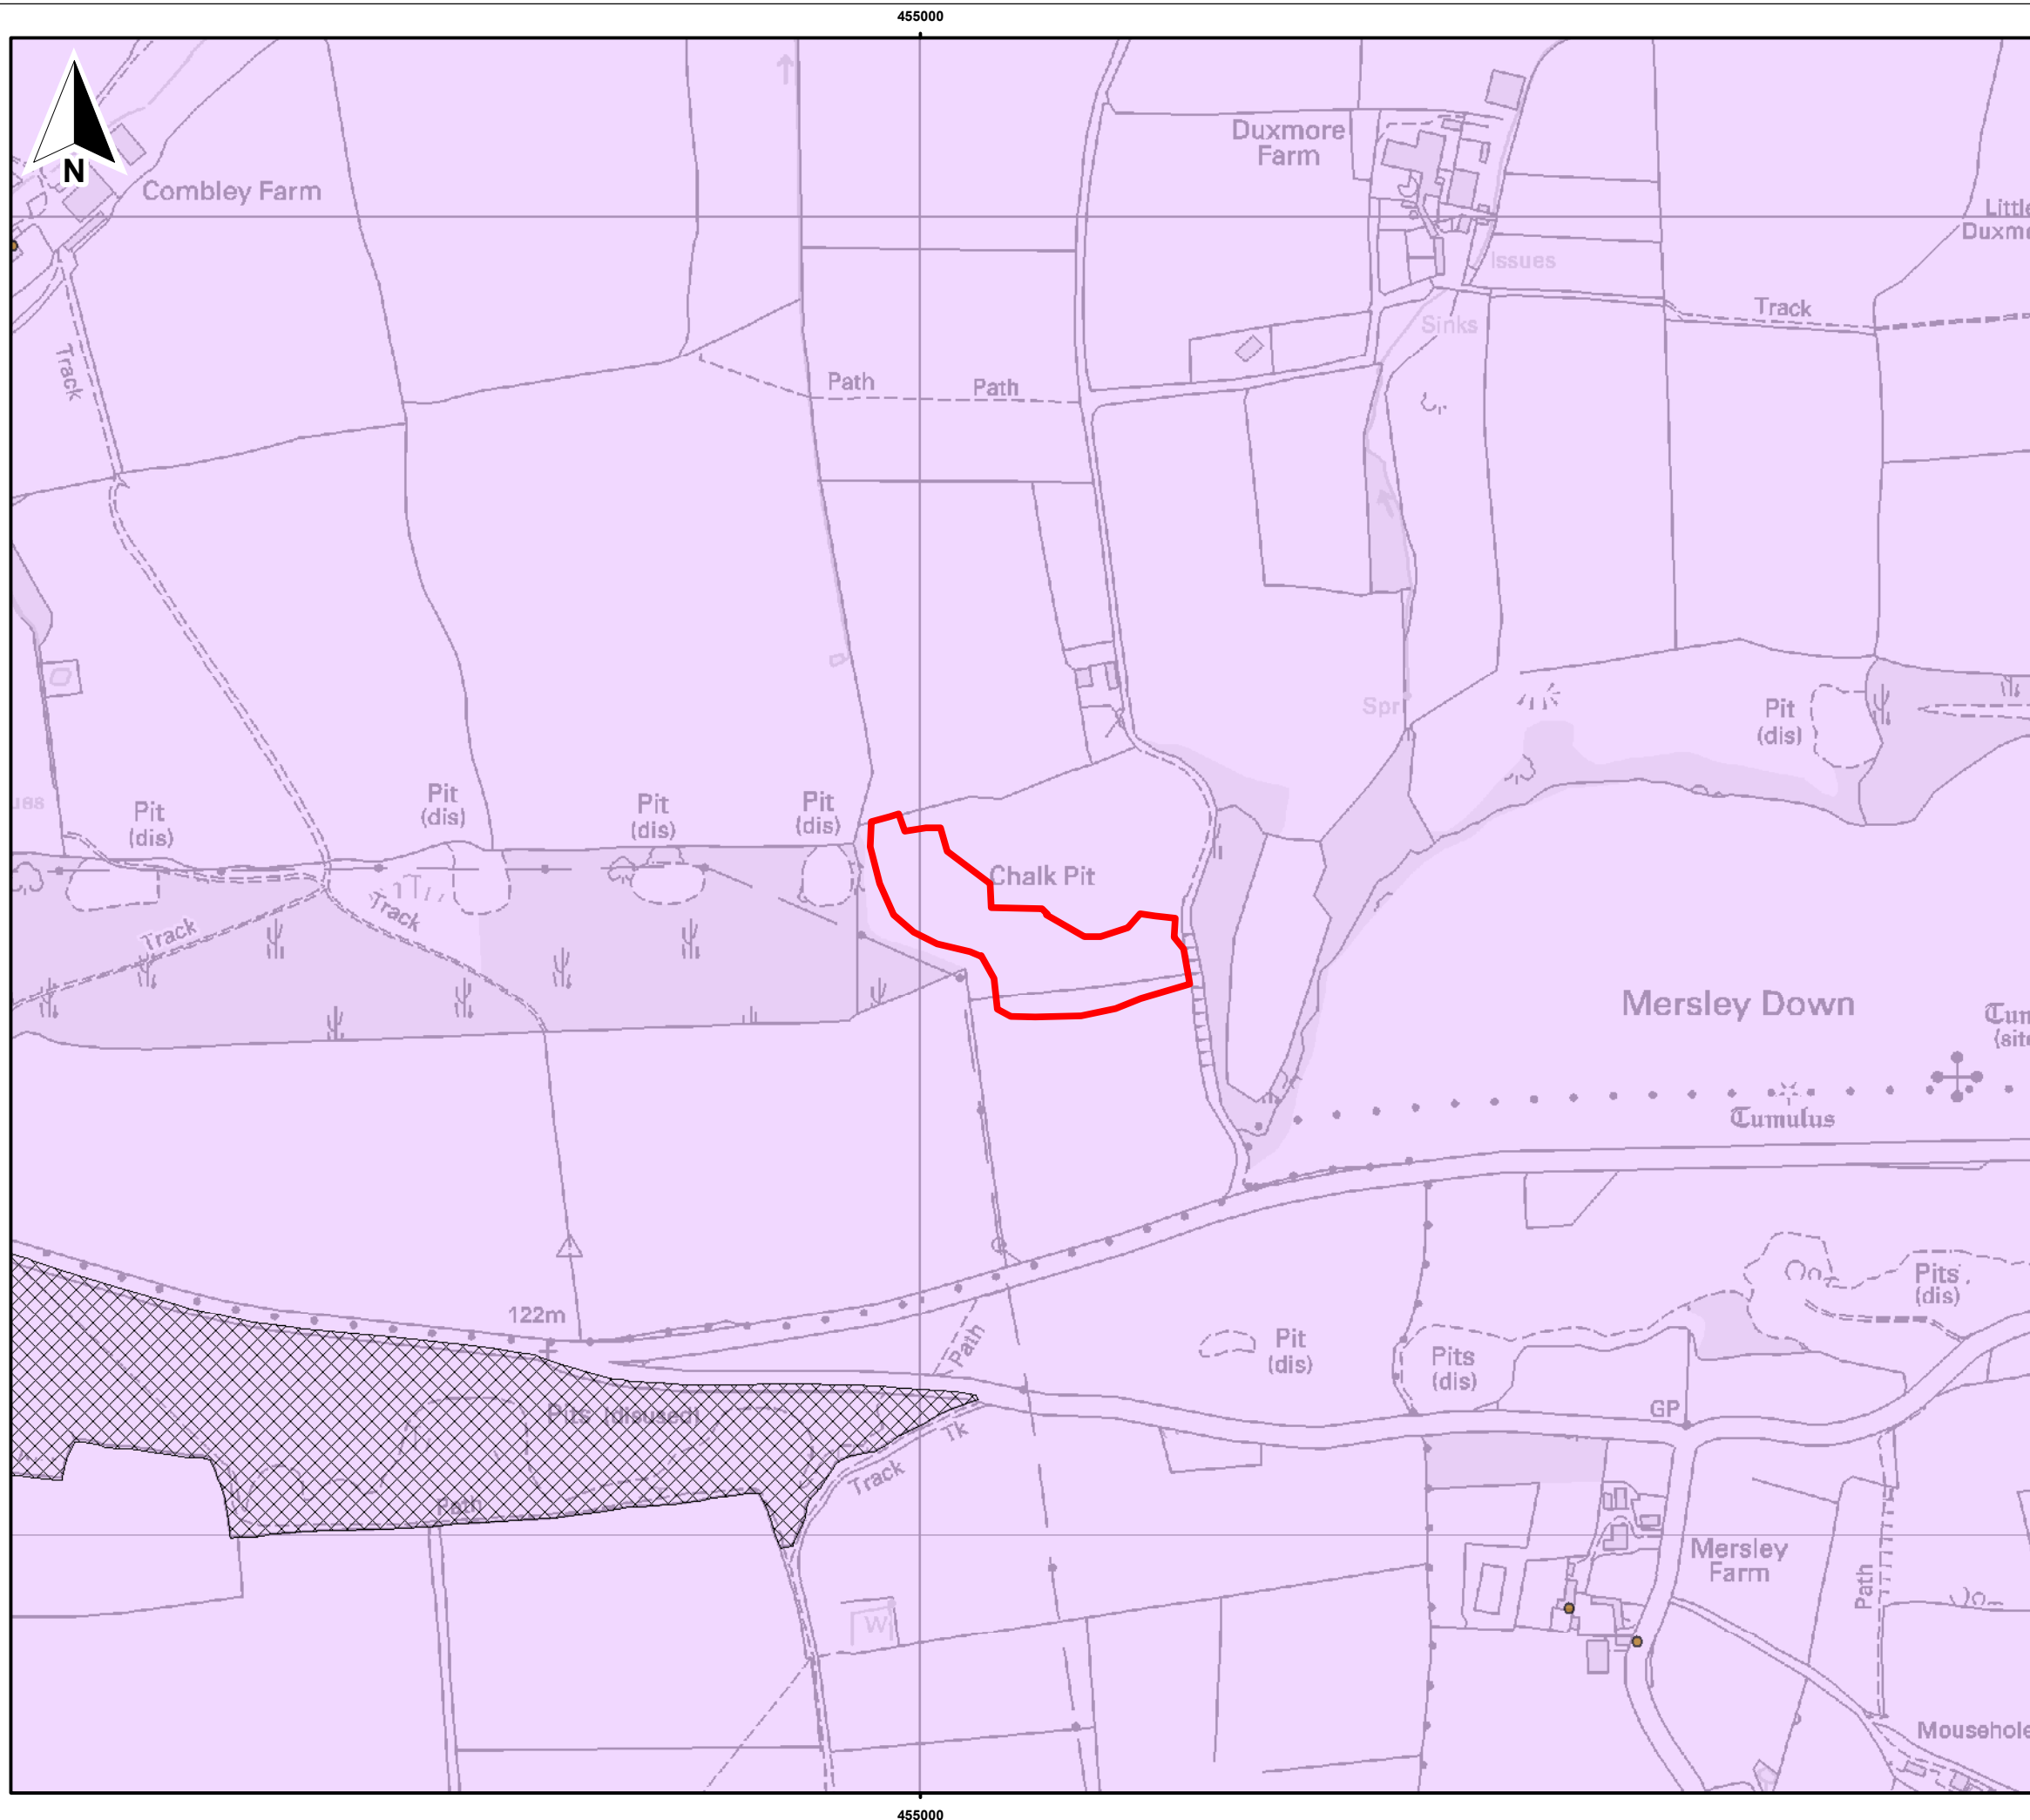 455000
N
Combley Farm
Duxmore
Farm
Little
Issues
Track
Sinks
Track
Path
Path
Spr
Pit
(dis)
Pit
(dis)
Pit
(dis)
Pit
(dis)
Pit
(dis)
Chalk Pit
Track
Track
Mersley Down
Tumulus
122m
Path
Pit
(dis)
Pits
(dis)
Pits
(dis)
Pits (disused)
GP
Tk
Track
Path
Mersley
Farm
Path
W
Mousehole
455000